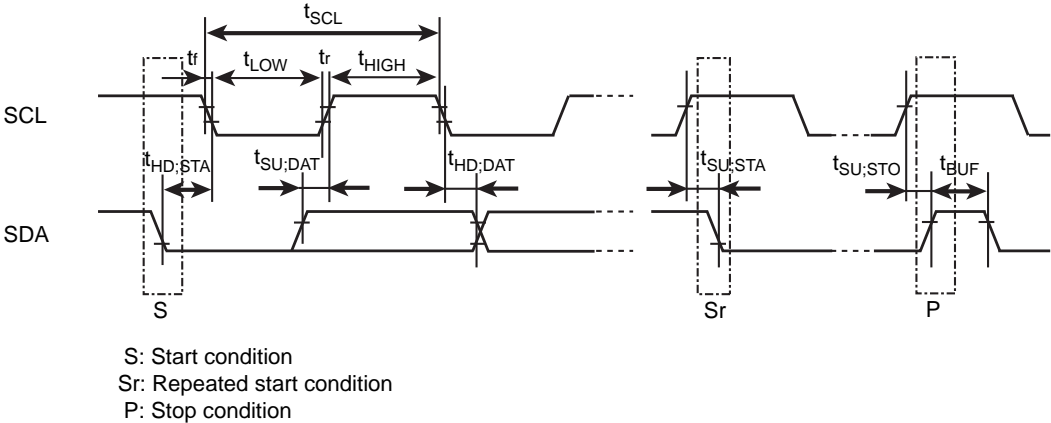 tSCL
tf tLOW tr tHIGH
SCL
tHD;STA tSU;DAT tHD;DAT tSU;STA tSU;STO tBUF
SDA
S Sr P
S: Start condition
Sr: Repeated start condition
P: Stop condition